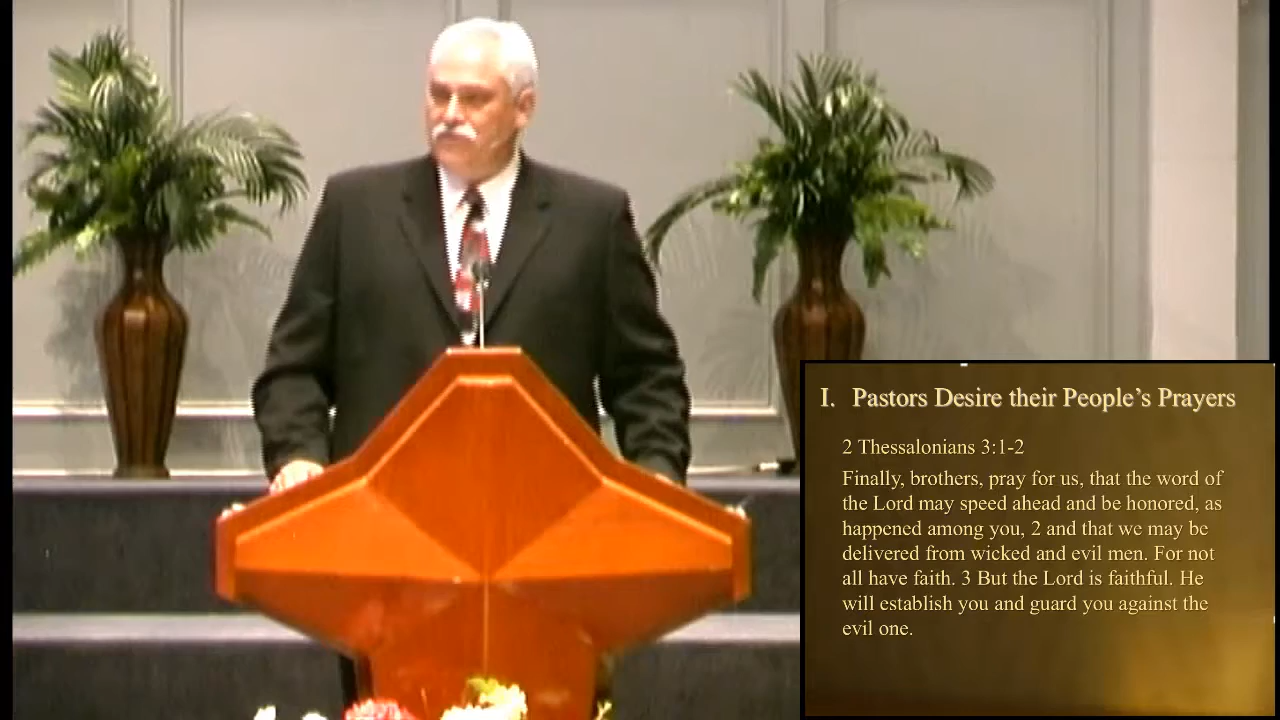 I. Pastors Desire their People's Prayers
2 Thessalonians 3:1-2
Finally, brothers, pray for us, that the word of
the Lord may speed ahead and be honored, as
happened among you, 2 and that we may be
delivered from wicked and evil men. For not
all have faith. 3 But the Lord is faithful. He
will establish you and guard you against the
evil one.